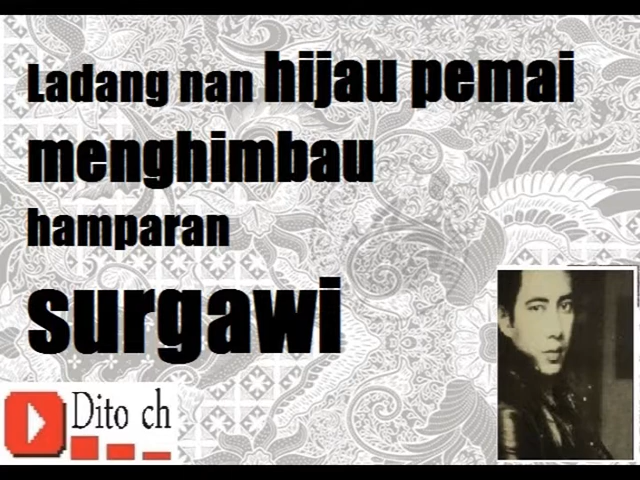 Ladang nan hijau pemai
menghimbau
hamparan
surgawi
Dito ch